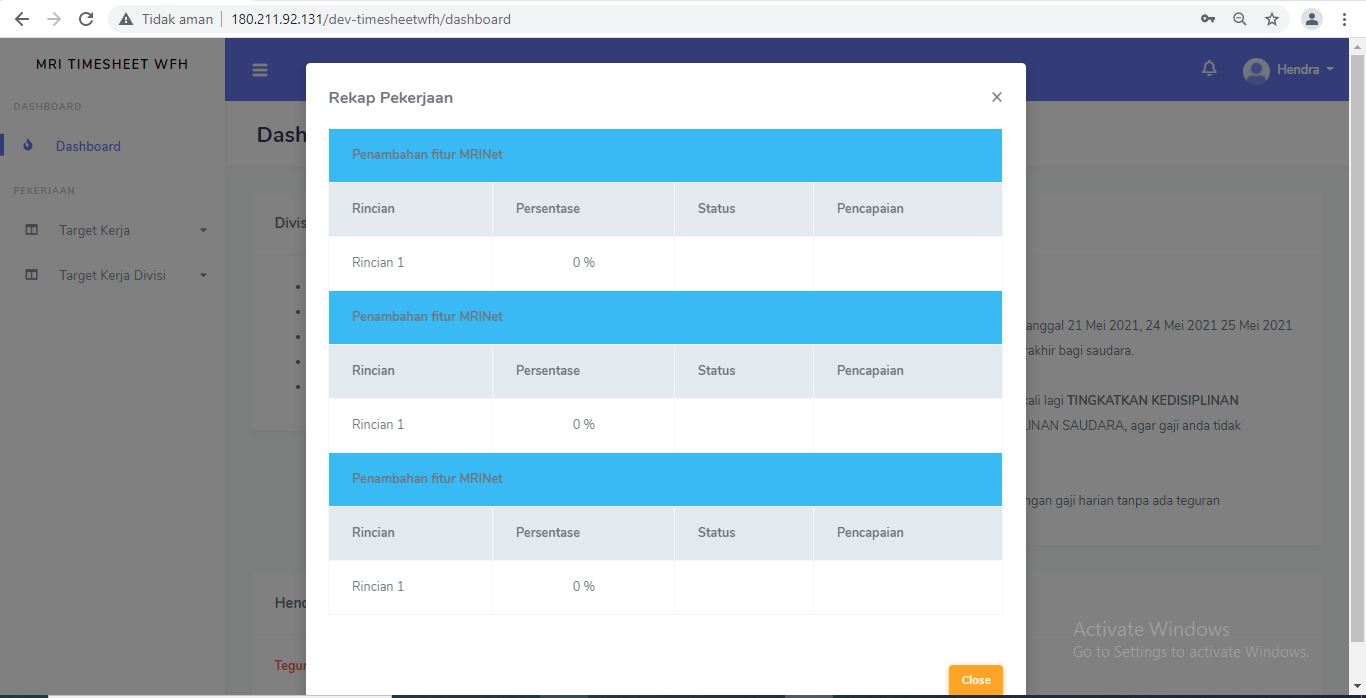 Tidak aman | 180.211.92.131/dev-timesheetwfh/dashboard
MRI TIMESHEET WFH
Hendra
DASHBOARD
Dashboard
PEKERJAAN
Target Kerja
Target Kerja Divisi
Rekap Pekerjaan ×
Penambahan fitur MRINet
Rincian Persentase Status Pencapaian
Rincian 1 0 %
Penambahan fitur MRINet
Rincian Persentase Status Pencapaian
Rincian 1 0 %
Penambahan fitur MRINet
Rincian Persentase Status Pencapaian
Rincian 1 0 %
Close
Dash
Divis
anggal 21 Mei 2021, 24 Mei 2021 25 Mei 2021
rakhir bagi saudara.
kali lagi TINGKATKAN KEDISIPLINAN
LINAN SAUDARA, agar gaji anda tidak
ngan gaji harian tanpa ada teguran
Hend
Tegur
Activate Windows
Go to Settings to activate Windows.